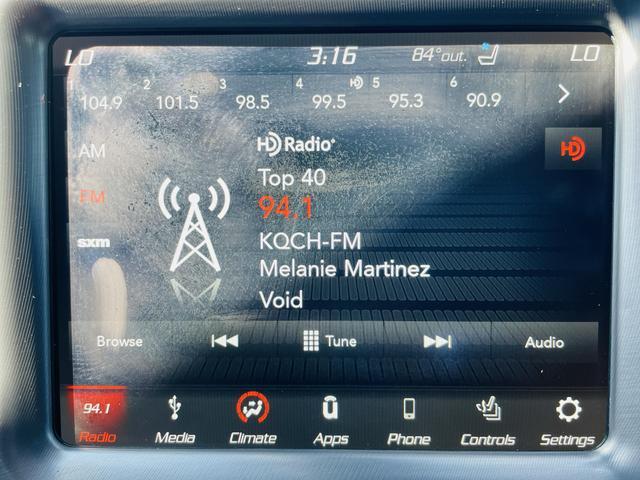 LO 3:16 84°out. LO
1 2 3 4 HD 5 6
104.9 101.5 98.5 99.5 95.3 90.9
HD Radio
AM HD
Top 40
FM 94.1
sxm KQCH-FM
Melanie Martinez
Void
Browse Tune Audio
94.1 u
Radio Media Climate Apps Phone Controls Settings